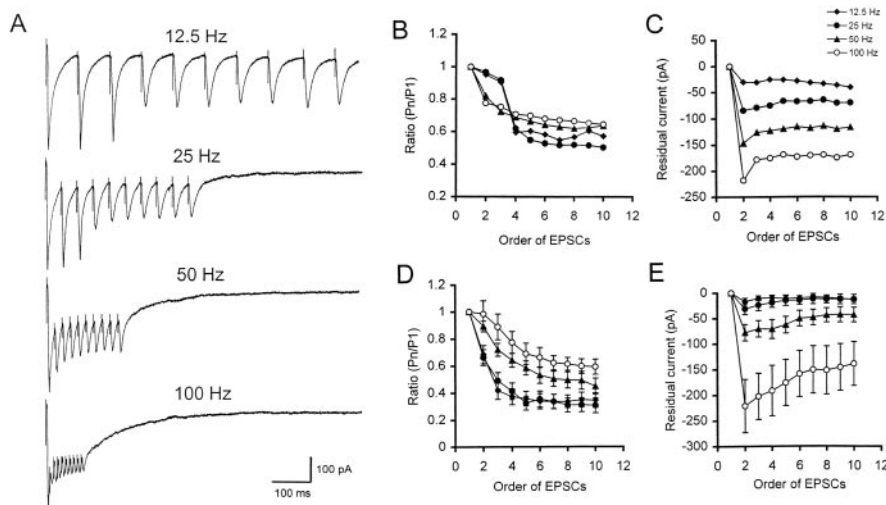 A
12.5 Hz
25 Hz
50 Hz
100 Hz
100 pA
100 ms
B
Ratio (Pn/P1)
1.2
1
0.8
0.6
0.4
0.2
0 2 4 6 8 10 12
Order of EPSCs
C
12.5 Hz
25 Hz
50 Hz
100 Hz
Residual current (pA)
50
0
-50
-100
-150
-200
-250
0 2 4 6 8 10 12
Order of EPSCs
D
Ratio (Pn/P1)
1.2
1
0.8
0.6
0.4
0.2
0
0 2 4 6 8 10 12
Order of EPSCs
E
Residual current (pA)
0
-50
-100
-150
-200
-250
-300
0 2 4 6 8 10 12
Order of EPSCs